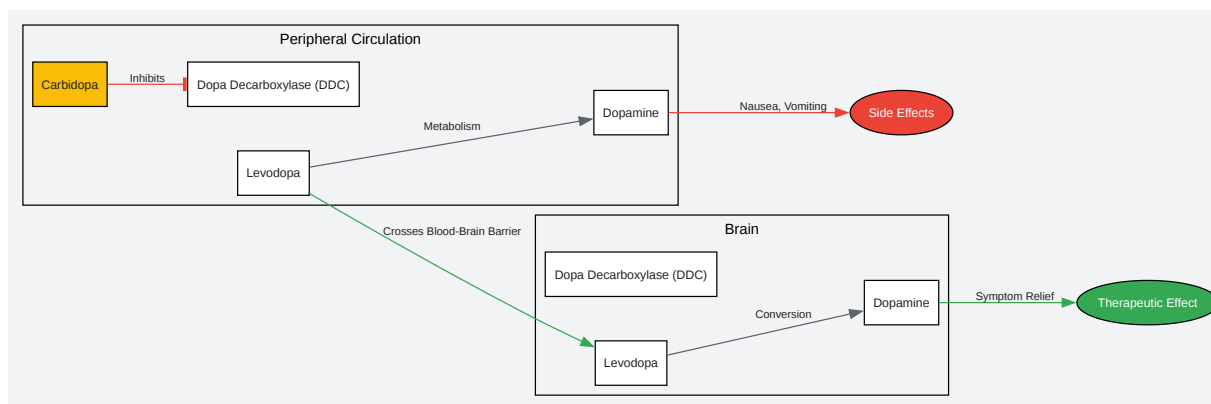 Peripheral Circulation
Carbidopa
Inhibits
Dopa Decarboxylase (DDC)
Dopamine
Nausea, Vomiting
Side Effects
Metabolism
Levodopa
Crosses Blood-Brain Barrier
Brain
Dopa Decarboxylase (DDC)
Dopamine
Symptom Relief
Therapeutic Effect
Conversion
Levodopa